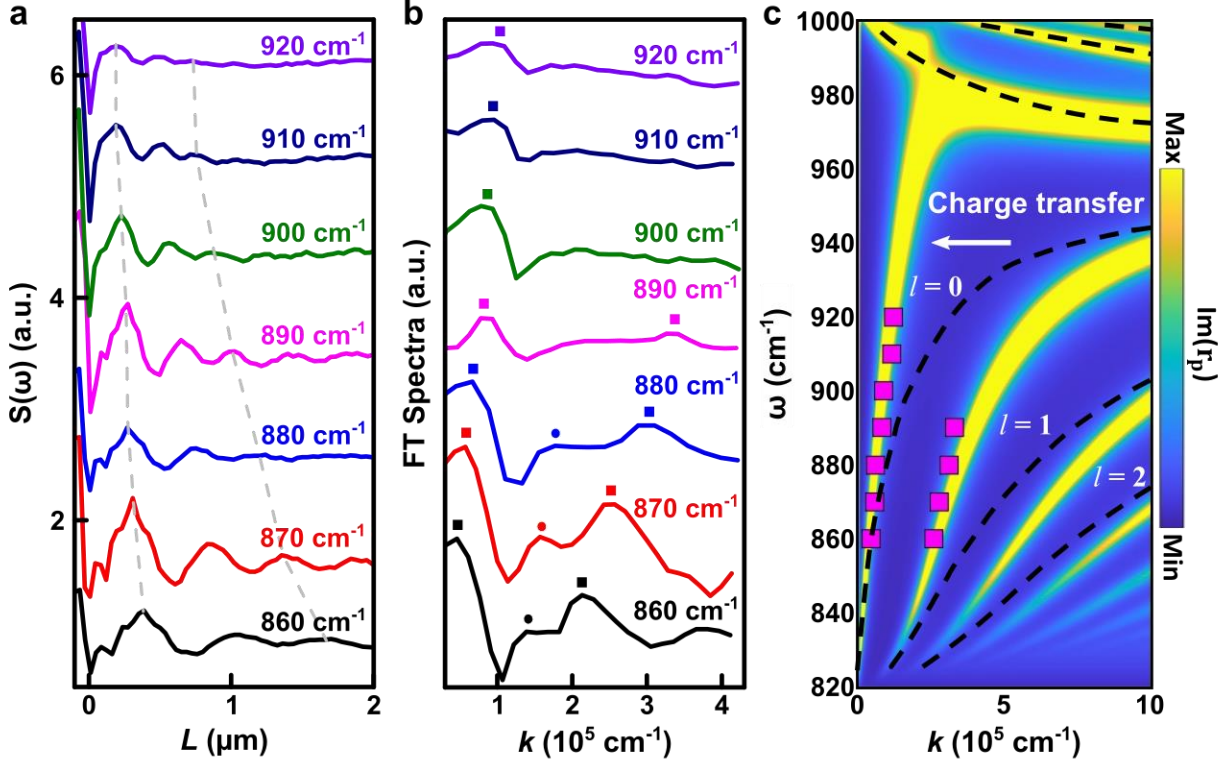 a
b
c
S(ω) (a.u.)
6
4
2
920 cm⁻¹
910 cm⁻¹
900 cm⁻¹
890 cm⁻¹
880 cm⁻¹
870 cm⁻¹
860 cm⁻¹
0
1
2
L (μm)
FT Spectra (a.u.)
920 cm⁻¹
910 cm⁻¹
900 cm⁻¹
890 cm⁻¹
880 cm⁻¹
870 cm⁻¹
860 cm⁻¹
1
2
3
4
k (10⁵ cm⁻¹)
ω (cm⁻¹)
1000
980
960
940
920
900
880
860
840
820
Charge transfer
l = 0
l = 1
l = 2
0
5
10
k (10⁵ cm⁻¹)
Max
Im(rₚ)
Min